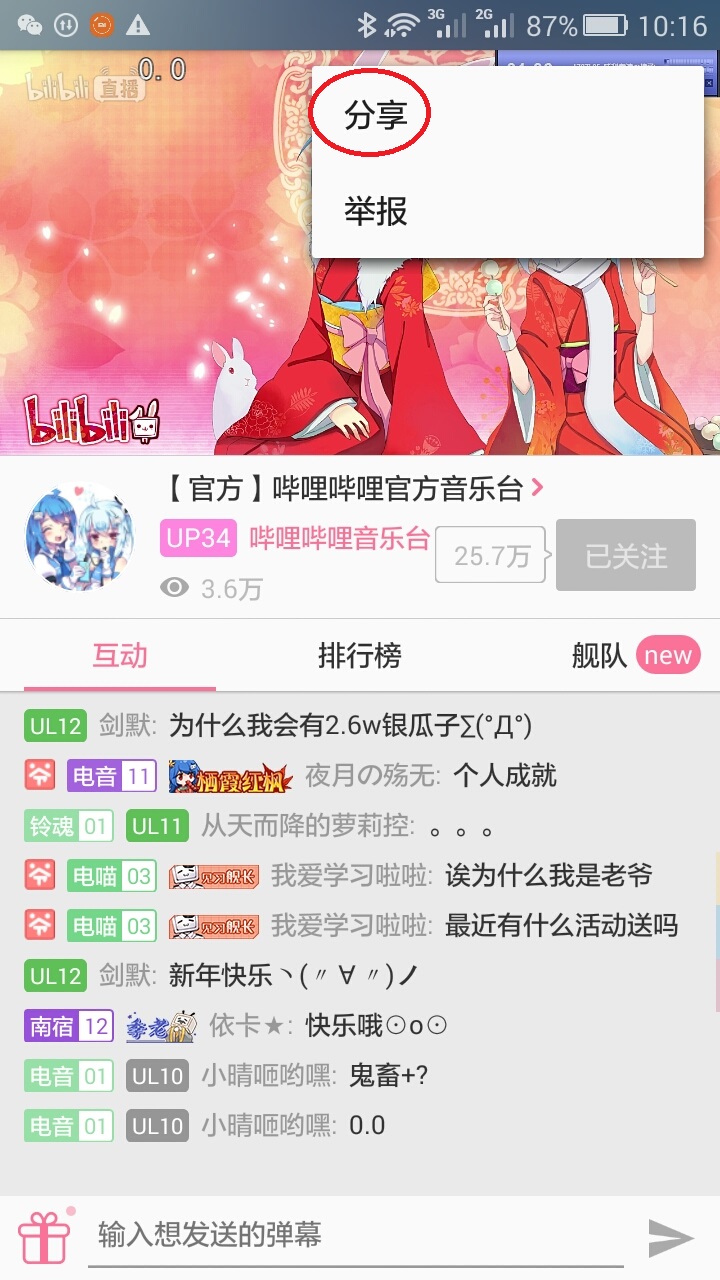 3G 2G 87% 10:16
bilibili 直播 0.0
分享
举报
bilibili
【官方】哔哩哔哩官方音乐台
UP34 哔哩哔哩音乐台 25.7万 已关注
3.6万
互动 排行榜 舰队 new
UL12 剑默: 为什么我会有2.6w银瓜子∑(°Д°)
爷 电音 11 栖霞红枫 夜月の殇无: 个人成就
铃魂 01 UL11 从天而降的萝莉控: 。。。
爷 电喵 03 见习舰长 我爱学习啦啦: 诶为什么我是老爷
爷 电喵 03 见习舰长 我爱学习啦啦: 最近有什么活动送吗
UL12 剑默: 新年快乐ヽ(〃∀〃)ノ
南宿 12 依卡★: 快乐哦⊙o⊙
电音 01 UL10 小晴咂哟嘿: 鬼畜+?
电音 01 UL10 小晴咂哟嘿: 0.0
输入想发送的弹幕